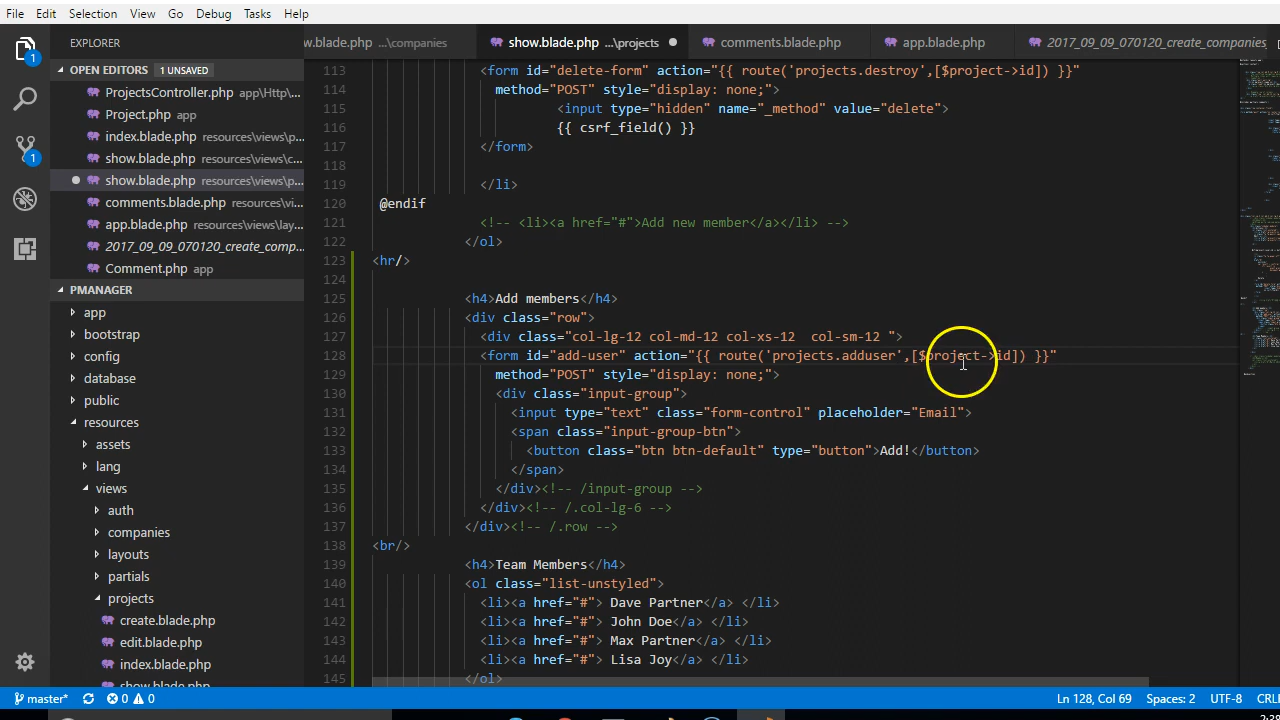 File Edit Selection View Go Debug Tasks Help
EXPLORER
w.blade.php ...\companies
show.blade.php ...\projects
comments.blade.php
app.blade.php
2017_09_09_070120_create_companies
OPEN EDITORS 1 UNSAVED
ProjectsController.php app\Http\...
Project.php app
index.blade.php resources\views\p...
show.blade.php resources\views\c...
show.blade.php resources\views\p...
comments.blade.php resources\vi...
app.blade.php resources\views\lay...
2017_09_09_070120_create_comp...
Comment.php app
PMANAGER
app
bootstrap
config
database
public
resources
assets
lang
views
auth
companies
layouts
partials
projects
create.blade.php
edit.blade.php
index.blade.php
show.blade.php
113 <form id="delete-form" action="{{ route('projects.destroy',[$project->id]) }}"
114 method="POST" style="display: none;">
115 <input type="hidden" name="_method" value="delete">
116 {{ csrf_field() }}
117 </form>
118
119 </li>
120 @endif
121 <!-- <li><a href="#">Add new member</a></li> -->
122 </ol>
123 <hr/>
124
125 <h4>Add members</h4>
126 <div class="row">
127 <div class="col-lg-12 col-md-12 col-xs-12  col-sm-12 ">
128 <form id="add-user" action="{{ route('projects.adduser',[$project->id]) }}"
129 method="POST" style="display: none;">
130 <div class="input-group">
131 <input type="text" class="form-control" placeholder="Email">
132 <span class="input-group-btn">
133 <button class="btn btn-default" type="button">Add!</button>
134 </span>
135 </div><!-- /input-group -->
136 </div><!-- /.col-lg-6 -->
137 </div><!-- /.row -->
138 <br/>
139 <h4>Team Members</h4>
140 <ol class="list-unstyled">
141 <li><a href="#"> Dave Partner</a> </li>
142 <li><a href="#"> John Doe</a> </li>
143 <li><a href="#"> Max Partner</a> </li>
144 <li><a href="#"> Lisa Joy</a> </li>
145 </ol>
master* 0 0 Ln 128, Col 69 Spaces: 2 UTF-8 CRL